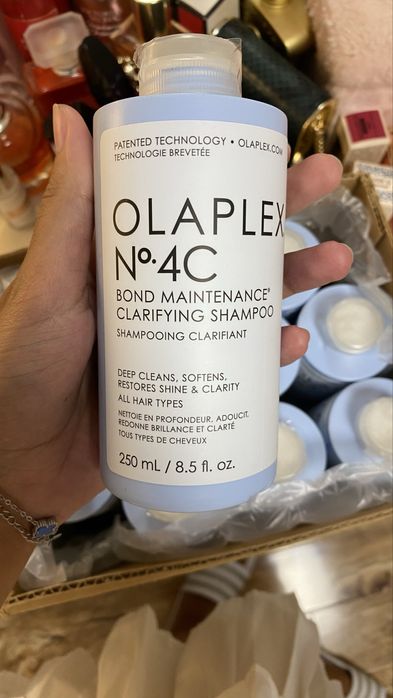 PATENTED TECHNOLOGY • OLAPLEX.COM
TECHNOLOGIE BREVETÉE
OLAPLEX
Nº.4C
BOND MAINTENANCE®
CLARIFYING SHAMPOO
SHAMPOOING CLARIFIANT
DEEP CLEANS, SOFTENS,
RESTORES SHINE & CLARITY
ALL HAIR TYPES
NETTOIE EN PROFONDEUR, ADOUCIT,
REDONNE BRILLANCE ET CLARTÉ
TOUS TYPES DE CHEVEUX
250 mL / 8.5 fl. oz.